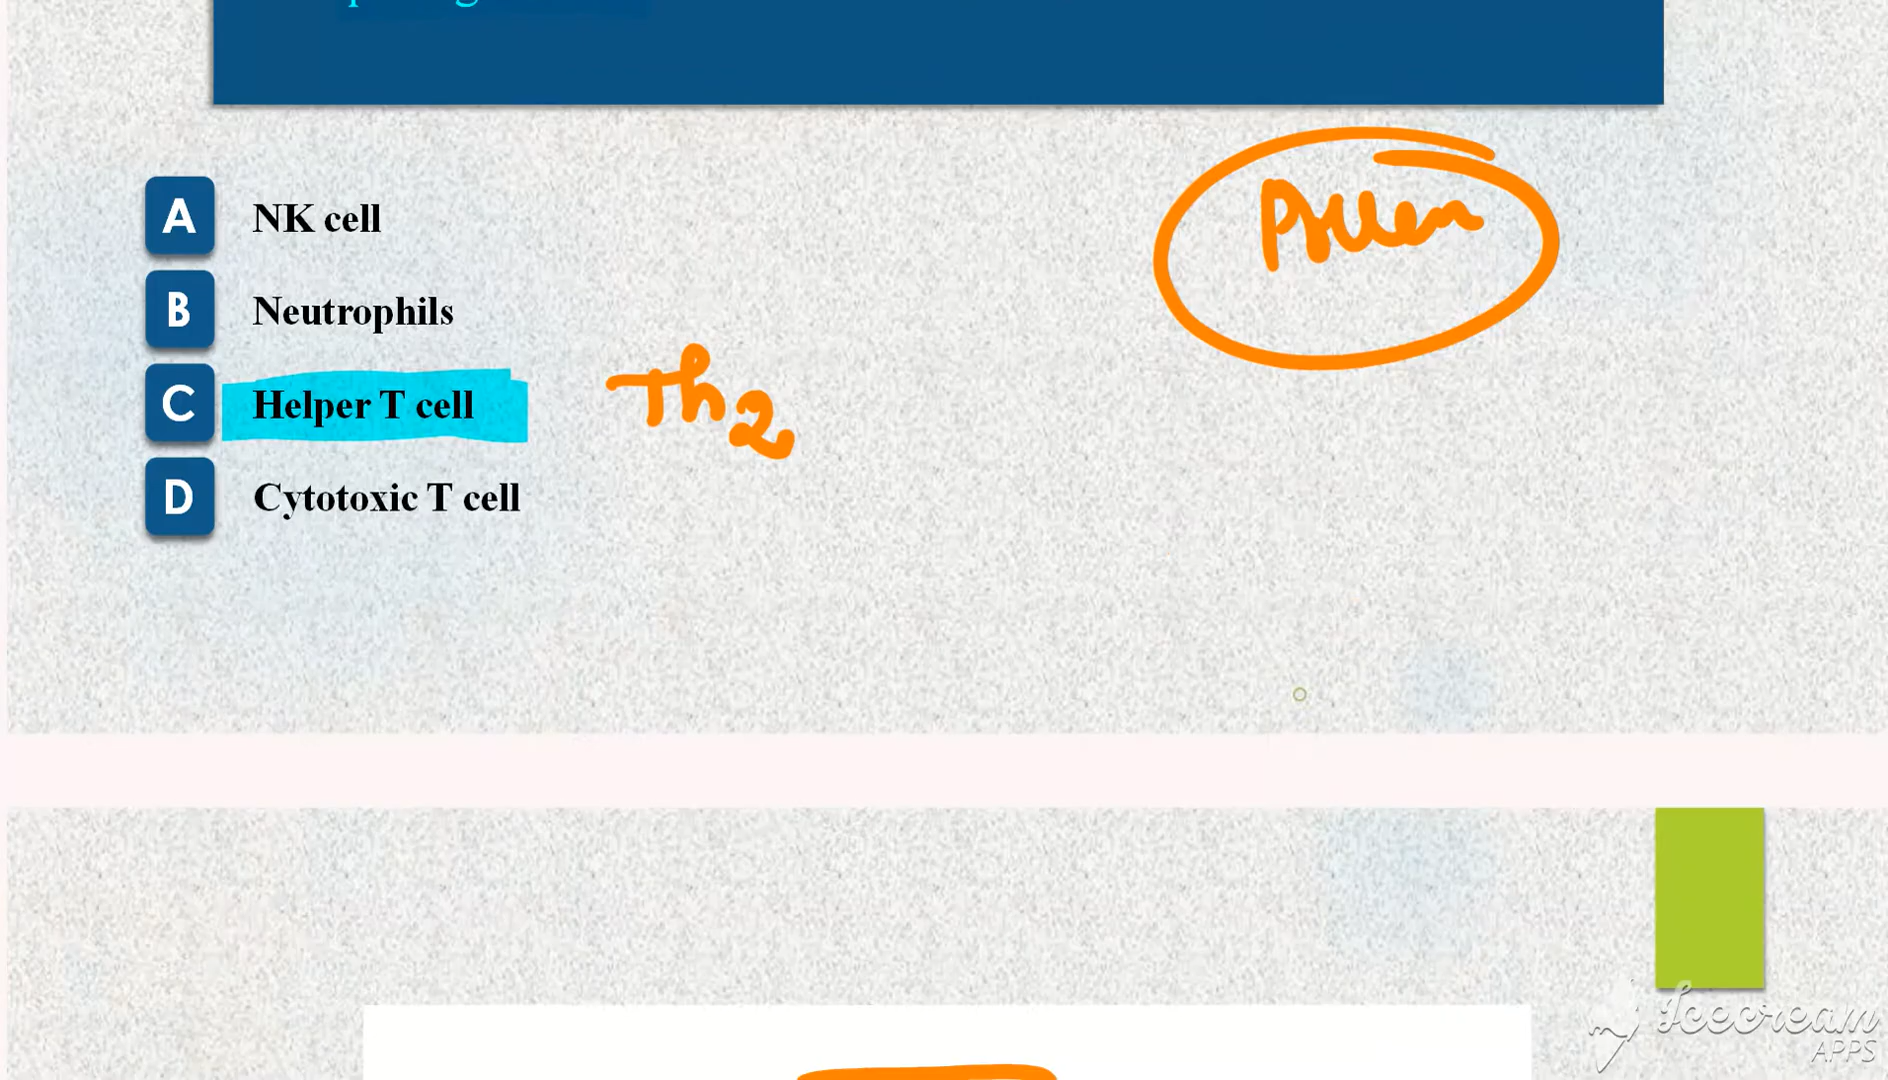 A NK cell
B Neutrophils
C Helper T cell
Th2
D Cytotoxic T cell
Icecream
APPS